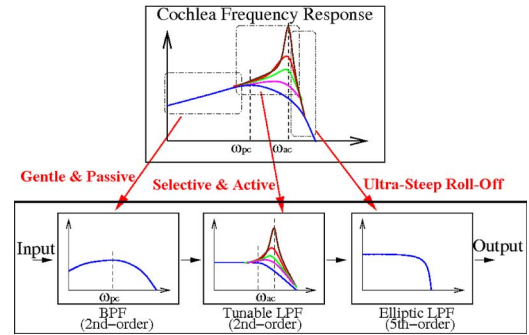 Cochlea Frequency Response
ωpc
ωac
Gentle & Passive
Selective & Active
Ultra-Steep Roll-Off
Input
Output
ωpc
ωac
BPF
(2nd-order)
Tunable LPF
(2nd-order)
Elliptic LPF
(5th-order)